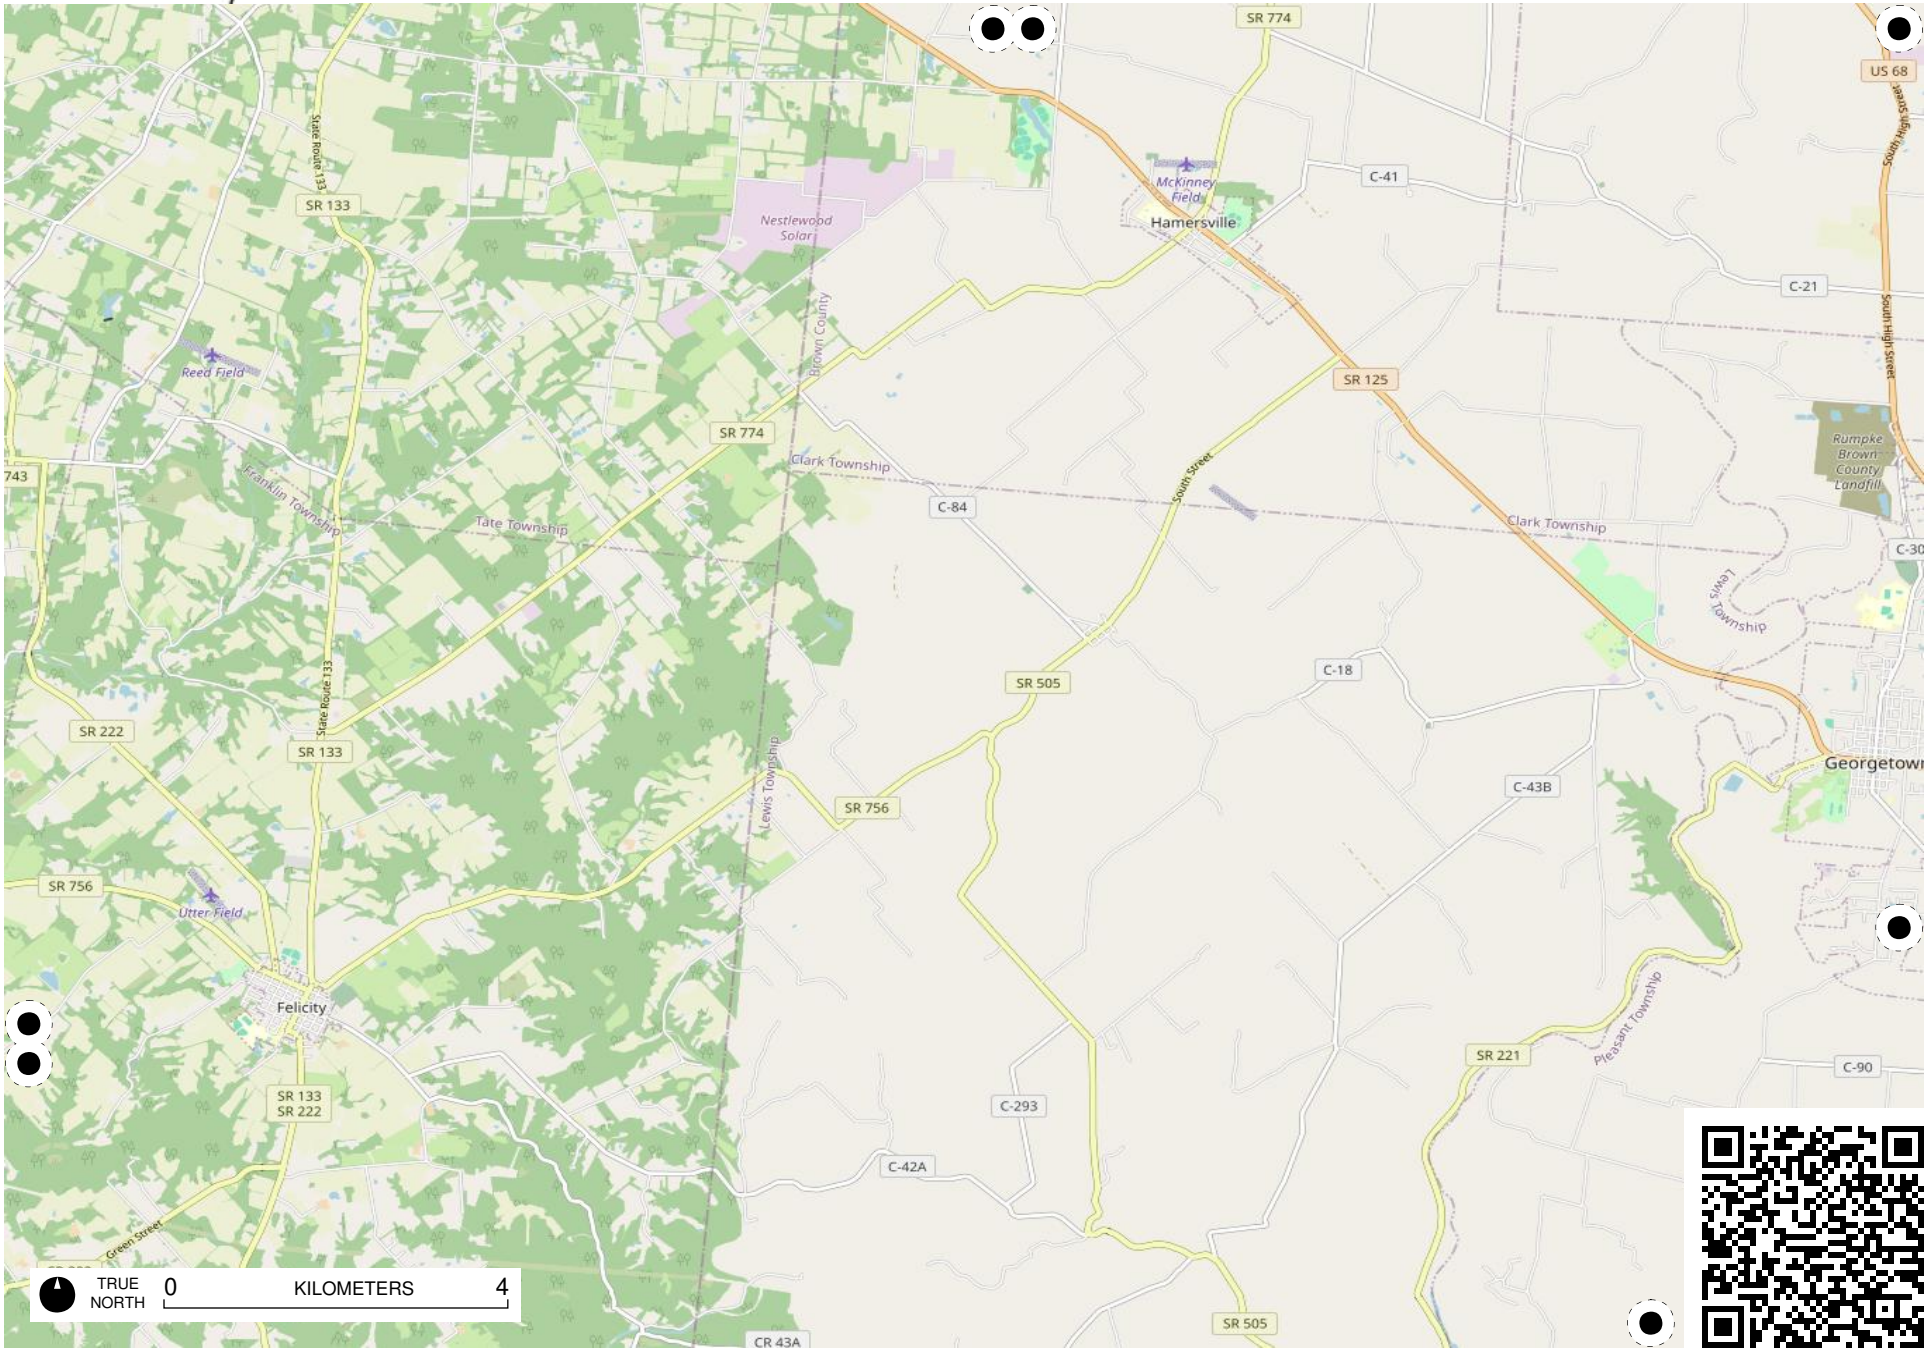 SR 774
US 68
South High Street
State Route 133
McKinney
Field
C-41
SR 133
Nestlewood
Solar
Hamersville
C-21
Brown County
South High Street
Reed Field
SR 125
SR 774
Rumpke
Brown
County
Landfill
743
Clark Township
South Street
Franklin Township
Tate Township
C-84
Clark Township
C-30
Lewis Township
SR 505
C-18
State Route 133
SR 222
SR 133
Georgetown
Lewis Township
C-43B
SR 756
SR 756
Utter Field
Felicity
Pleasant Township
SR 221
C-90
SR 133
SR 222
C-293
C-42A
Green Street
TRUE
NORTH
0 KILOMETERS 4
SR 505
CR 43A